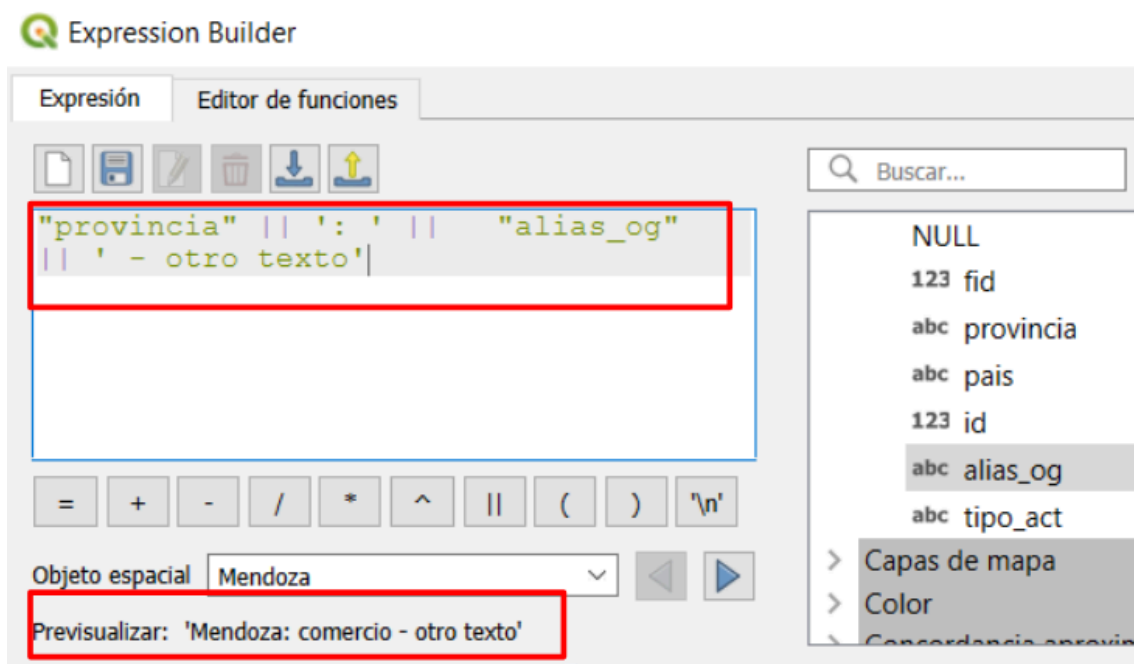 Expression Builder
Expresión
Editor de funciones
"provincia" || ': ' || "alias_og"
|| ' - otro texto'
= + - / * ^ || ( ) '\n'
Objeto espacial Mendoza
Previsualizar: 'Mendoza: comercio - otro texto'
Buscar...
NULL
123 fid
abc provincia
abc pais
123 id
abc alias_og
abc tipo_act
Capas de mapa
Color